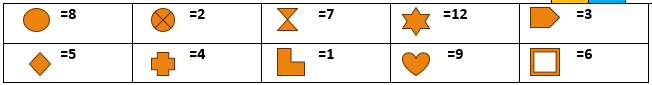 =8 =2 =7 =12 =3
=5 =4 =1 =9 =6